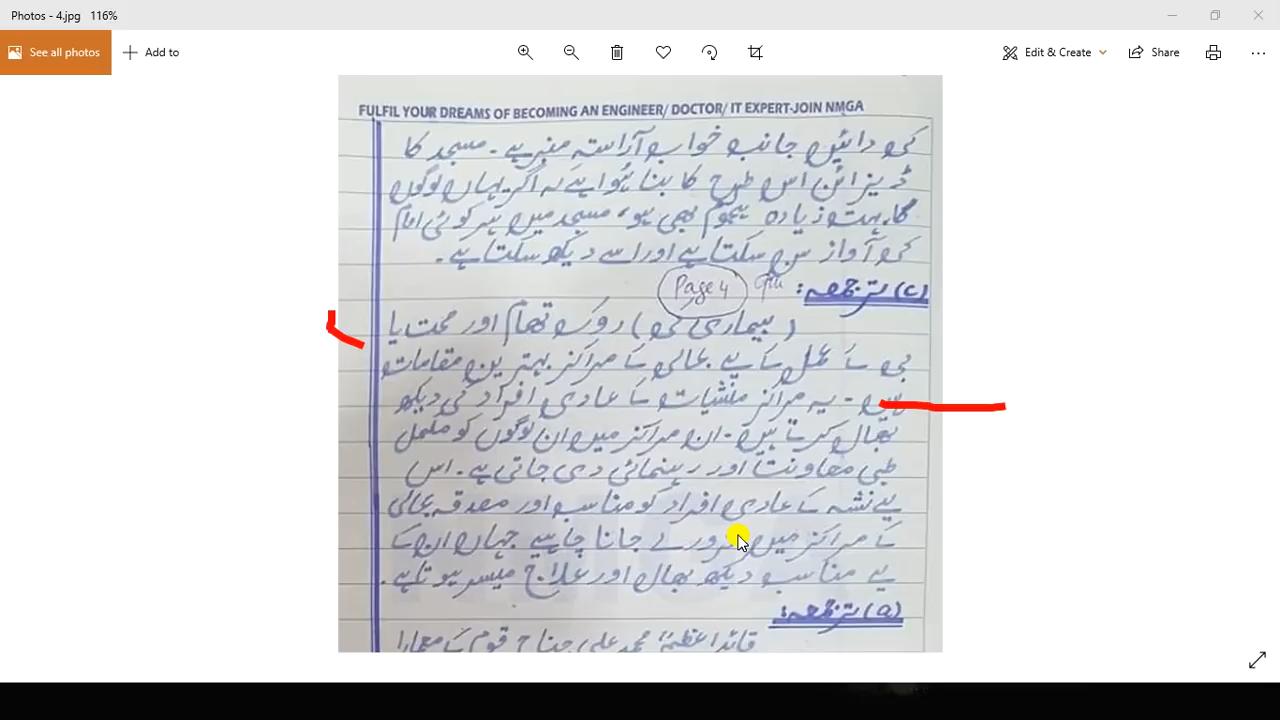 Photos - 4.jpg 116%
See all photos
Add to
Edit & Create
Share
FULFIL YOUR DREAMS OF BECOMING AN ENGINEER/ DOCTOR/ IT EXPERT-JOIN NMGA
کی دائیں جانب خواب آراستہ منبر ہے۔ مسجد کا
ڈیزائن اس طرح کا بنا ہُوا ہے کہ اگر یہاں لوگوں
کا بہت زیادہ ہجوم بھی ہو، مسجد میں ہر کوئی امام
کی آواز سن سکتا ہے اور اسے دیکھ سکتا ہے۔
(c) ترجمعہ:
Page 4
(بیماری کی) روک تھام اور صحت یا
بی کے عمل کے لیے بحالی کے مراکز بہترین مقامات
ہیں۔ یہ مراکز منشیات کے عادی افراد کی دیکھ
بھال کرتے ہیں۔ ان مراکز میں ان لوگوں کو مکمل
طبی معاونت اور رہنمائی دی جاتی ہے۔ اس
لیے نشہ کے عادی افراد کو مناسب اور مصدقہ بحالی
کے مراکز میں ضرور لے جانا چاہیے جہاں ان کے
لیے مناسب دیکھ بھال اور علاج میسر ہوتا ہے۔
(a) ترجمعہ:
قائداعظمؒ محمد علی جناح قوم کے معمار